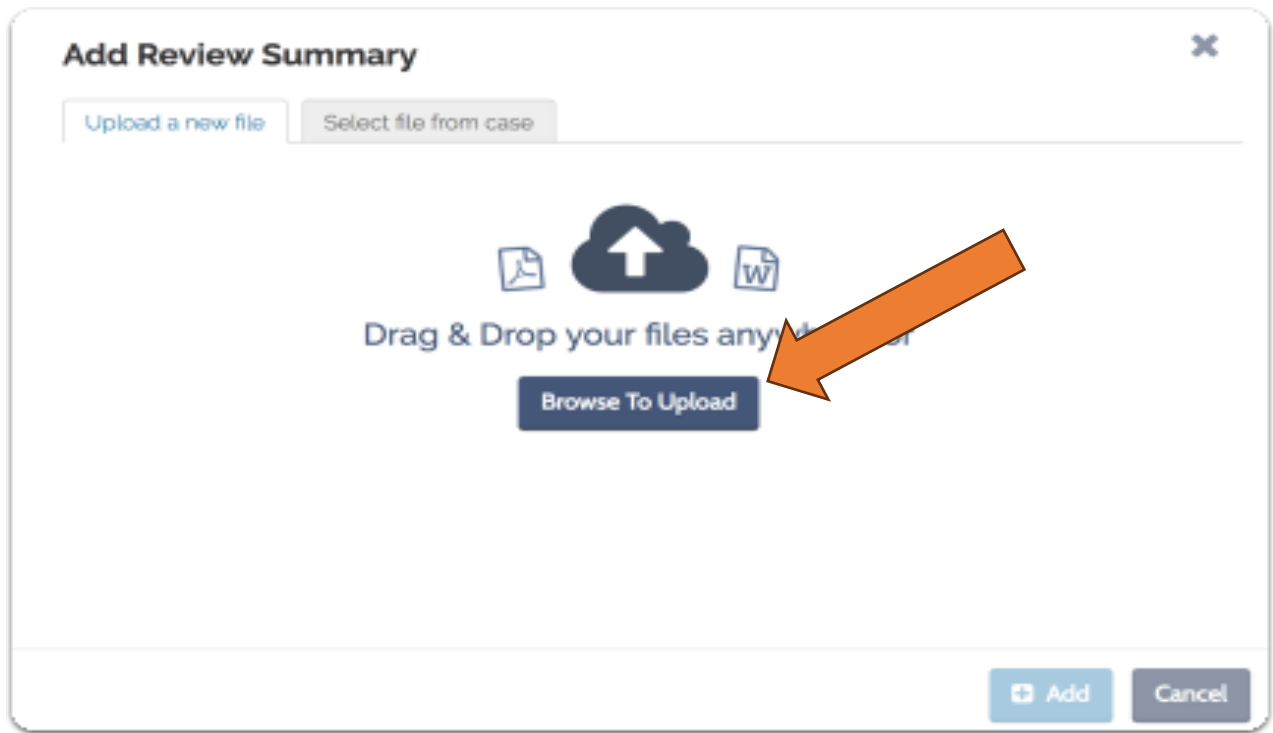 Add Review Summary
Upload a new file
Select file from case
W
Drag & Drop your files or
Browse To Upload
Add
Cancel